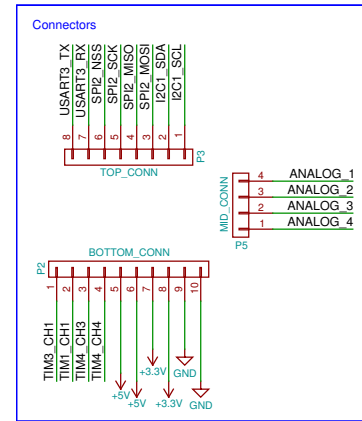 Connectors
USART3_TX
USART3_RX
SPI2_NSS
SPI2_SCK
SPI2_MISO
SPI2_MOSI
I2C1_SDA
I2C1_SCL
8 7 6 5 4 3 2 1
P3
TOP_CONN
4 ANALOG_1
3 ANALOG_2
2 ANALOG_3
1 ANALOG_4
MID_CONN
P5
BOTTOM_CONN
P2
1 2 3 4 5 6 7 8 9 10
TIM3_CH1
TIM1_CH1
TIM4_CH3
TIM4_CH4
+5V
+5V
+3.3V
+3.3V
GND
GND